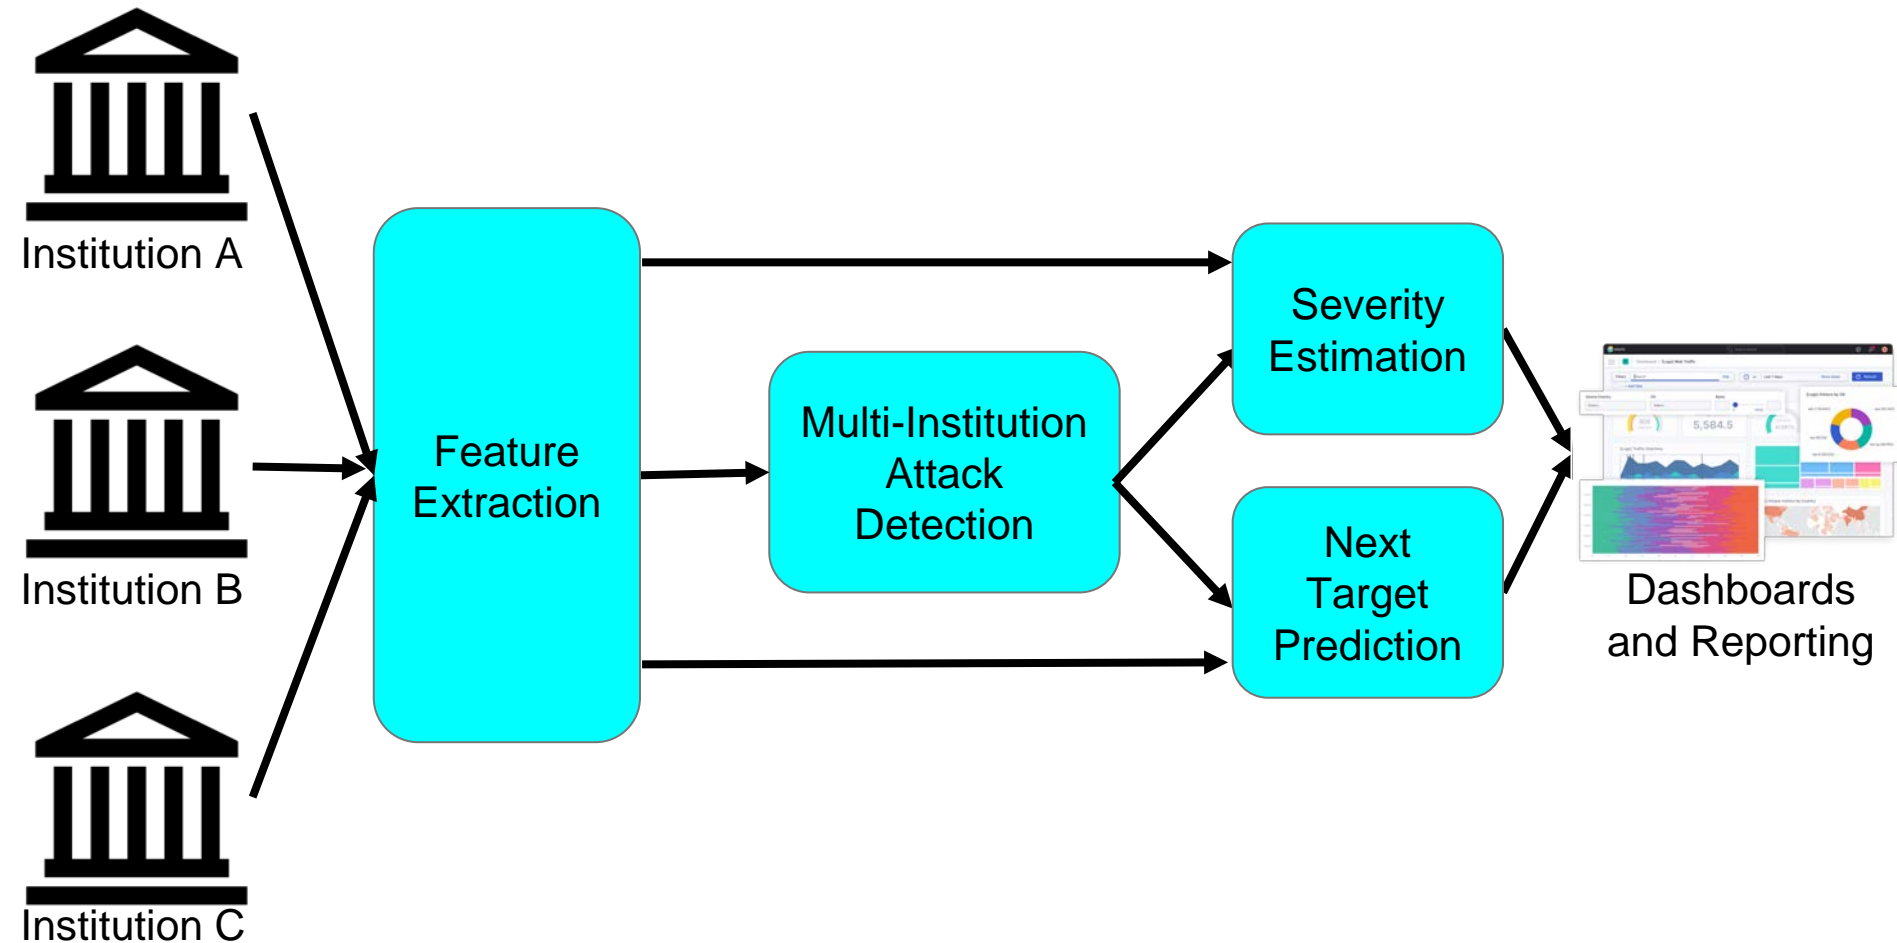 Institution A
Institution B
Institution C
Feature
Extraction
Multi-Institution
Attack
Detection
Severity
Estimation
Next
Target
Prediction
5,584.5
Dashboards
and Reporting